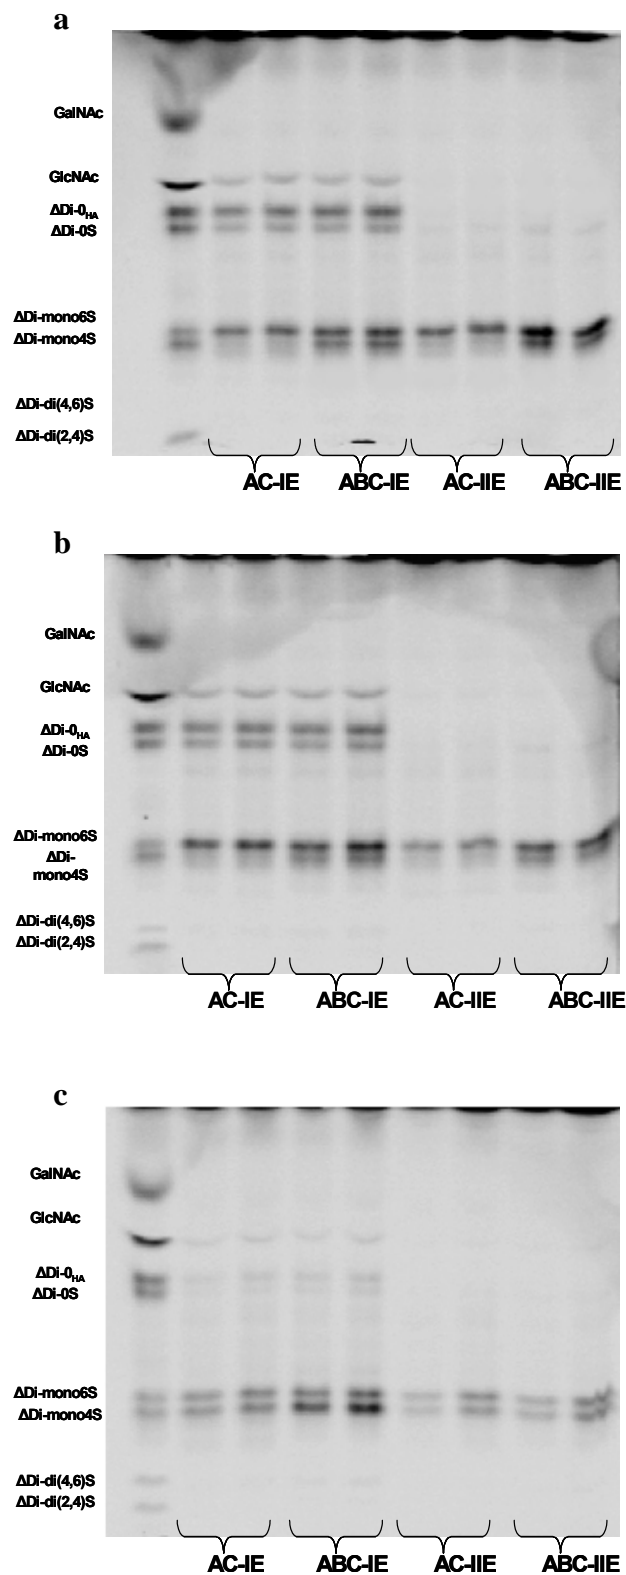 a
GalNAc
GlcNAc
ΔDi-0HA
ΔDi-0S
ΔDi-mono6S
ΔDi-mono4S
ΔDi-di(4,6)S
ΔDi-di(2,4)S
AC-IE ABC-IE AC-IIE ABC-IIE
b
GalNAc
GlcNAc
ΔDi-0HA
ΔDi-0S
ΔDi-mono6S
ΔDi-
mono4S
ΔDi-di(4,6)S
ΔDi-di(2,4)S
AC-IE ABC-IE AC-IIE ABC-IIE
c
GalNAc
GlcNAc
ΔDi-0HA
ΔDi-0S
ΔDi-mono6S
ΔDi-mono4S
ΔDi-di(4,6)S
ΔDi-di(2,4)S
AC-IE ABC-IE AC-IIE ABC-IIE